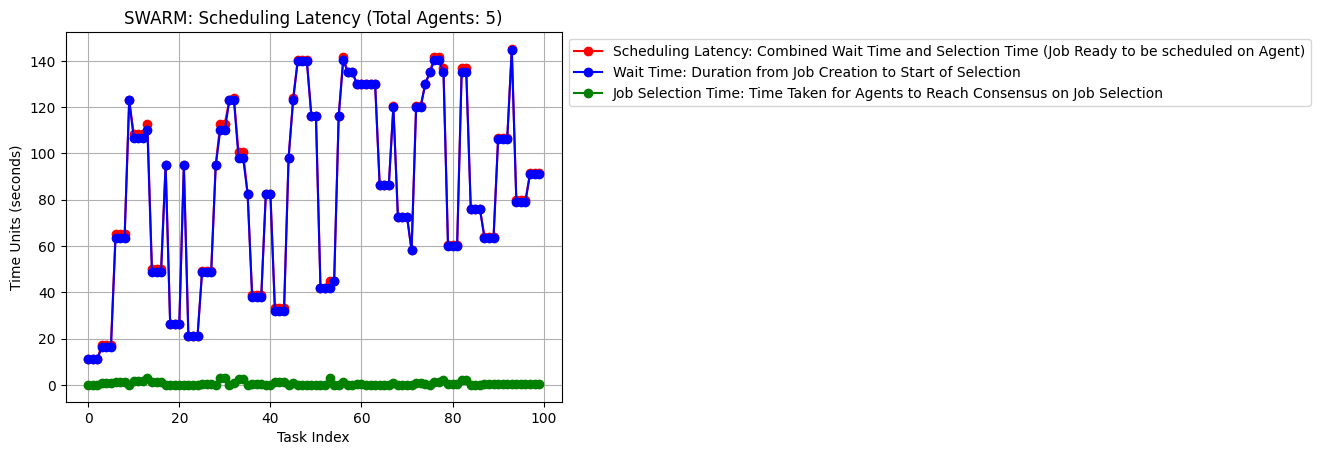 SWARM: Scheduling Latency (Total Agents: 5)
Scheduling Latency: Combined Wait Time and Selection Time (Job Ready to be scheduled on Agent)
Wait Time: Duration from Job Creation to Start of Selection
Job Selection Time: Time Taken for Agents to Reach Consensus on Job Selection
Time Units (seconds)
140
120
100
80
60
40
20
0
0 20 40 60 80 100
Task Index